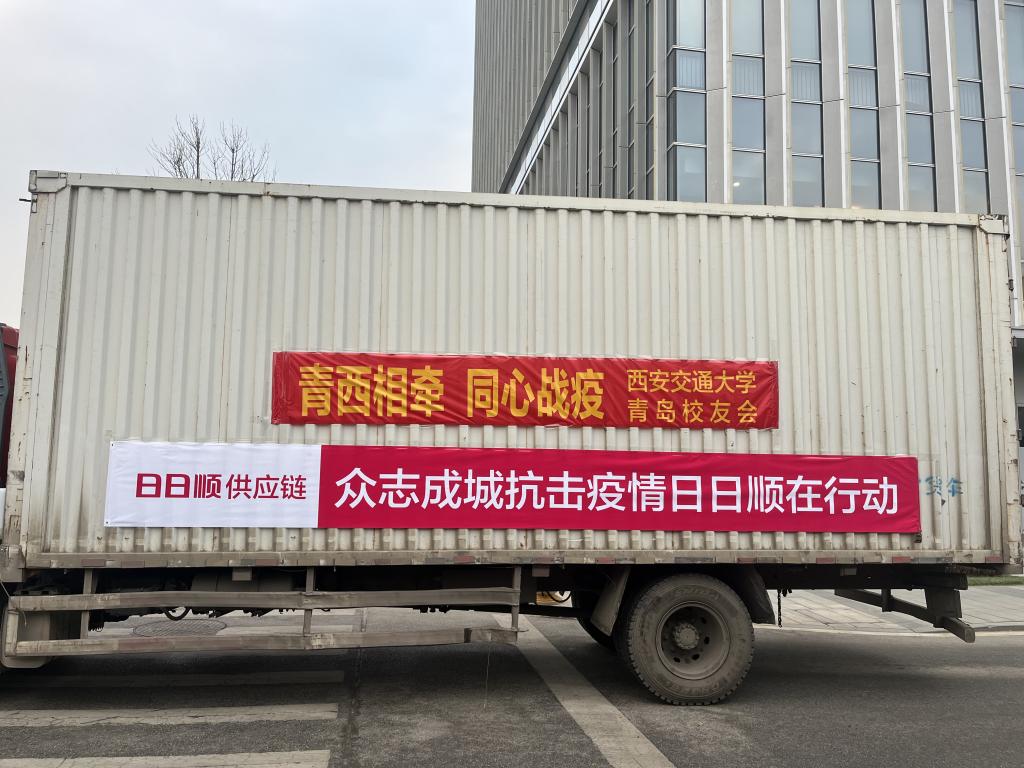 青西相牵 同心战疫 西安交通大学
青岛校友会
日日顺供应链 众志成城抗击疫情日日顺在行动
货车